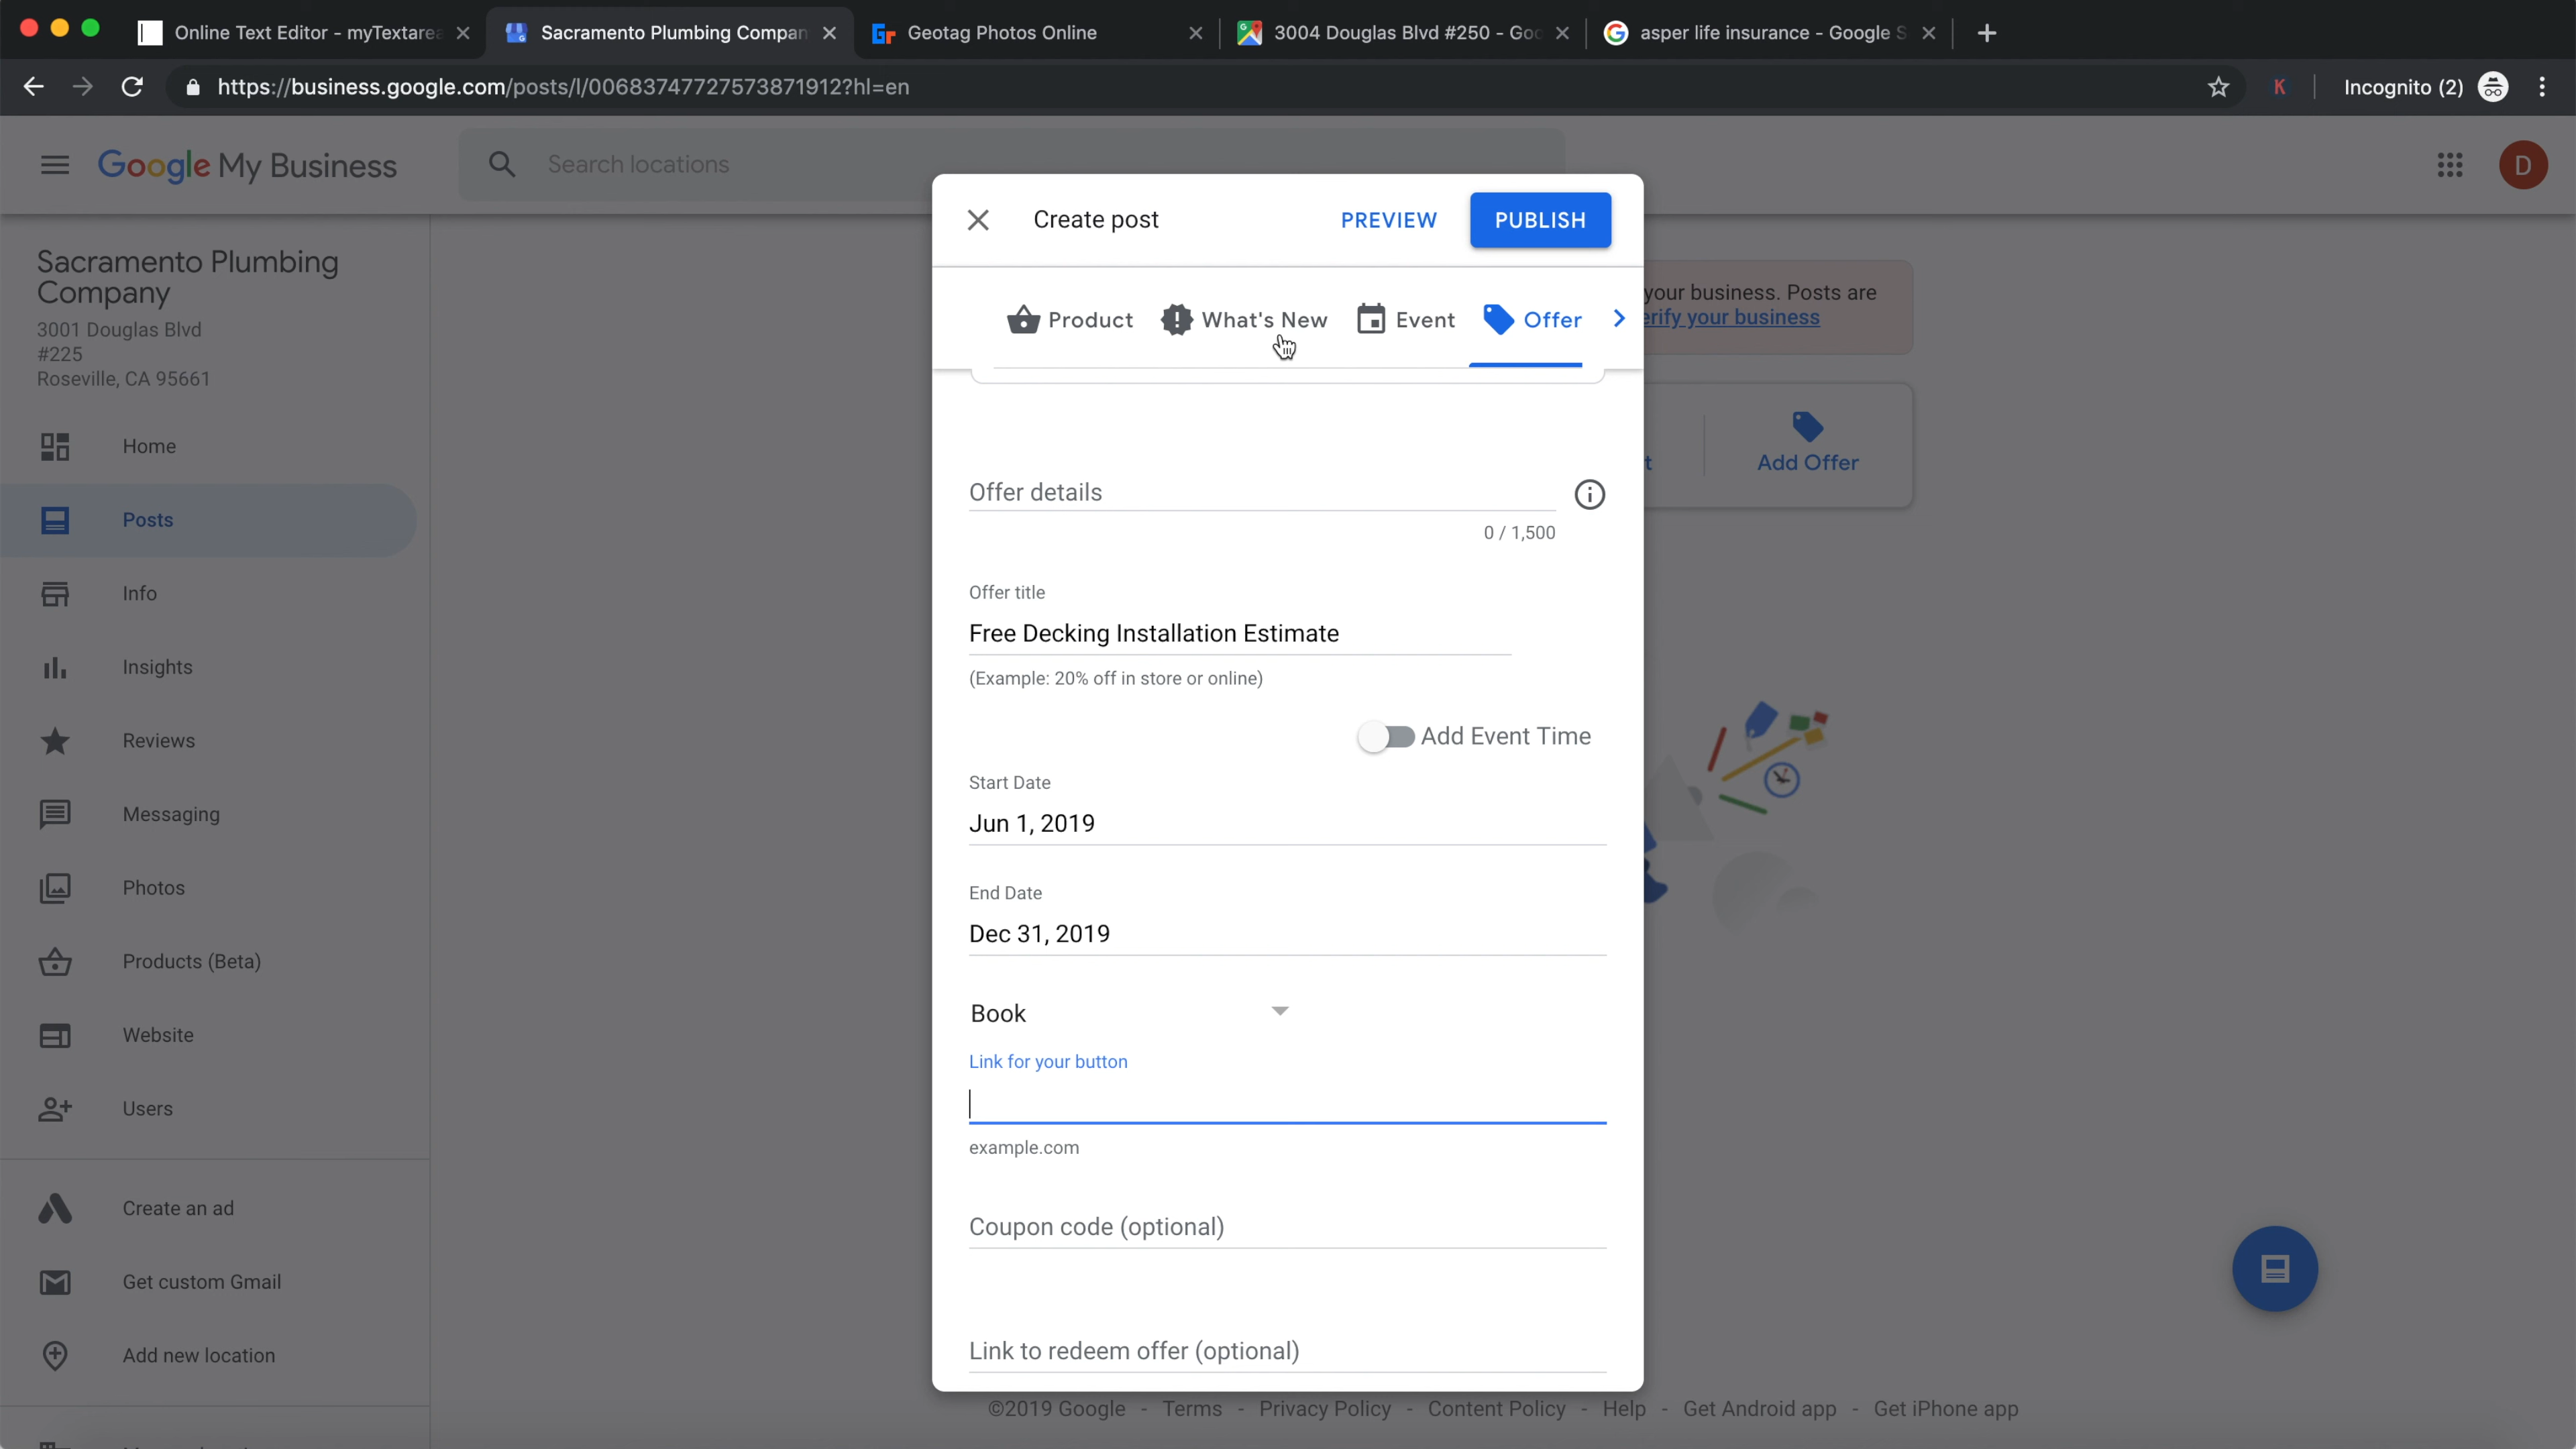 Online Text Editor - myTextarea
Sacramento Plumbing Compan
Geotag Photos Online
3004 Douglas Blvd #250 - Goo
asper life insurance - Google S
https://business.google.com/posts/l/00683747727573871912?hl=en
K
Incognito (2)
Google My Business
Search locations
D
Sacramento Plumbing
Company
3001 Douglas Blvd
#225
Roseville, CA 95661
Home
Posts
Info
Insights
Reviews
Messaging
Photos
Products (Beta)
Website
Users
Create an ad
Get custom Gmail
Add new location
Create post
PREVIEW
PUBLISH
Product
What's New
Event
Offer
your business. Posts are
erify your business
t
Add Offer
Offer details
0 / 1,500
Offer title
Free Decking Installation Estimate
(Example: 20% off in store or online)
Add Event Time
Start Date
Jun 1, 2019
End Date
Dec 31, 2019
Book
Link for your button
example.com
Coupon code (optional)
Link to redeem offer (optional)
©2019 Google - Terms - Privacy Policy - Content Policy - Help - Get Android app - Get iPhone app